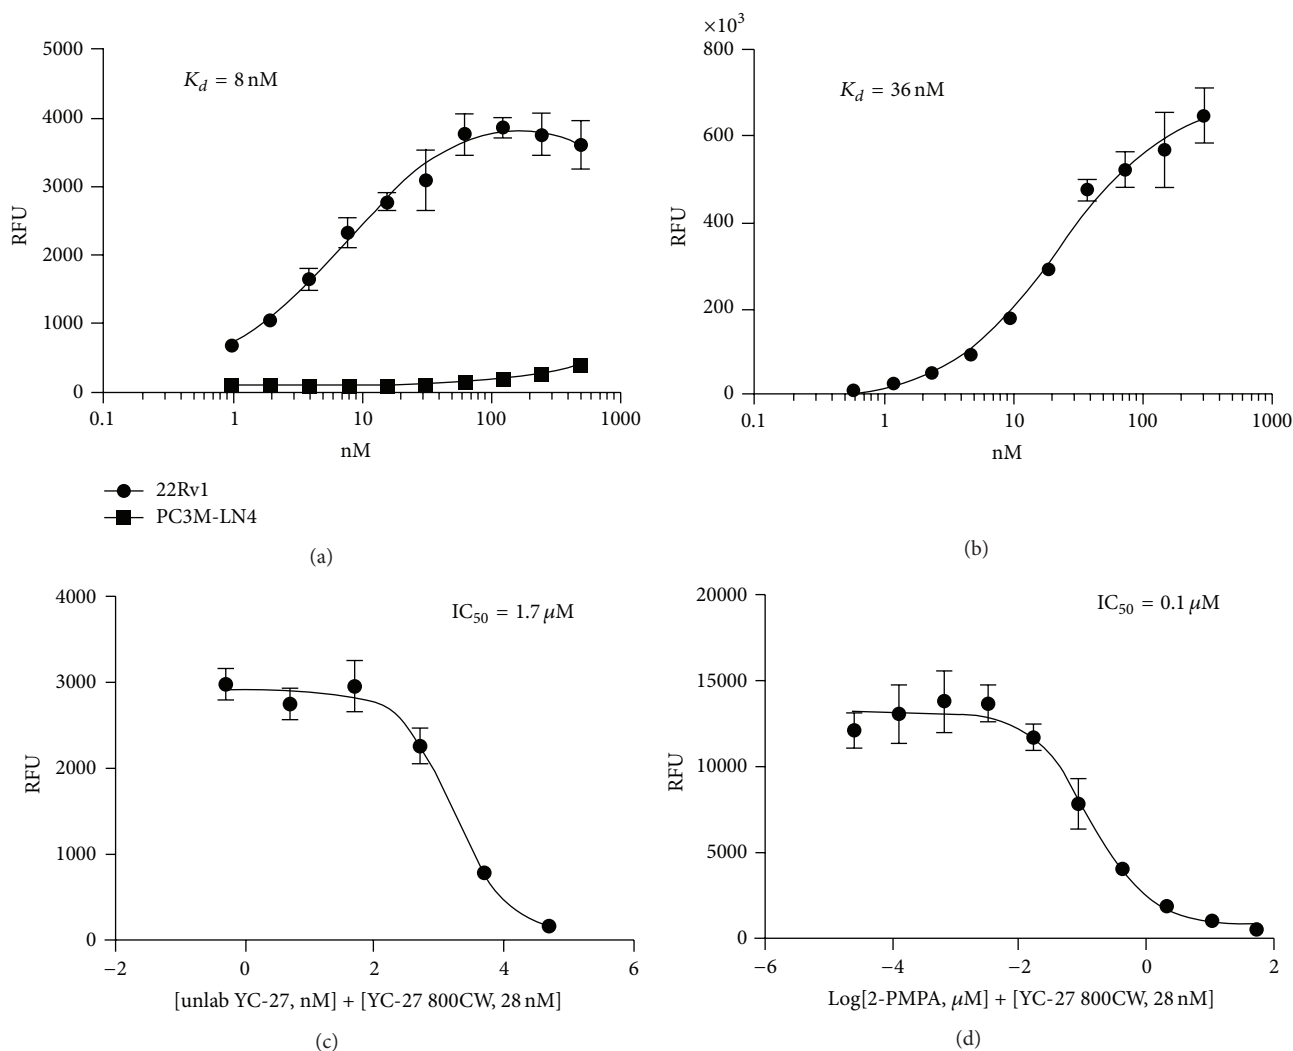 5000
4000
3000
2000
1000
0
RFU
K_d = 8 nM
0.1 1 10 100 1000
nM
22Rv1
PC3M-LN4
(a)
×10³
800
600
400
200
0
RFU
K_d = 36 nM
0.1 1 10 100 1000
nM
(b)
4000
3000
2000
1000
0
RFU
IC₅₀ = 1.7 μM
−2 0 2 4 6
[unlab YC-27, nM] + [YC-27 800CW, 28 nM]
(c)
20000
15000
10000
5000
0
RFU
IC₅₀ = 0.1 μM
−6 −4 −2 0 2
Log[2-PMPA, μM] + [YC-27 800CW, 28 nM]
(d)